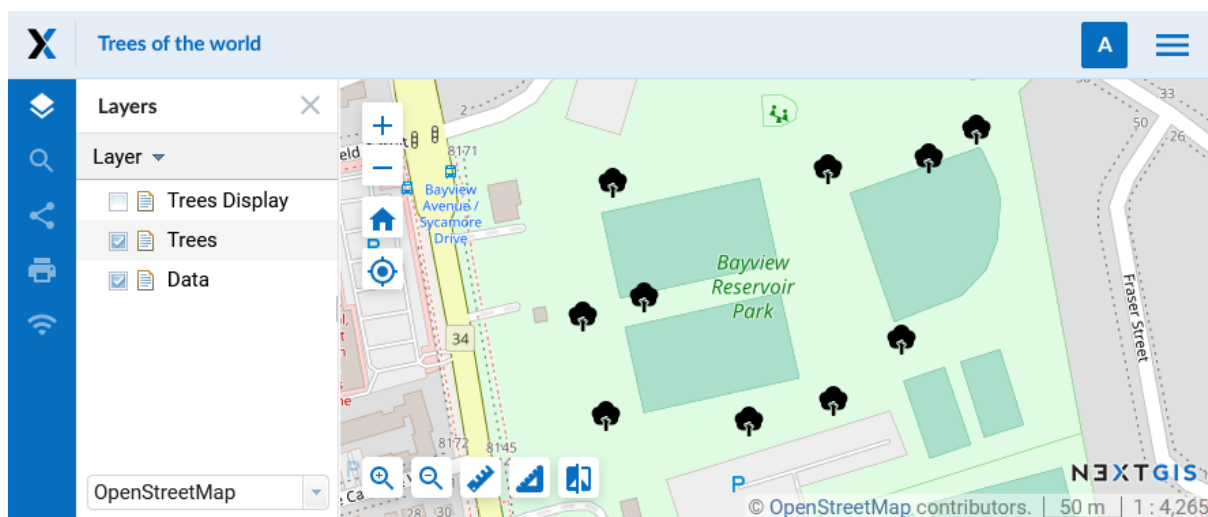 Trees of the world
A
Layers
Layer
Trees Display
Trees
Data
OpenStreetMap
2
8171
Bayview
Avenue /
Sycamore
Drive
P
34
8172
8145
28 30
P
Bayview
Reservoir
Park
P
33
50
26
Fraser Street
NEXTGIS
© OpenStreetMap contributors.
50 m
1 : 4,265